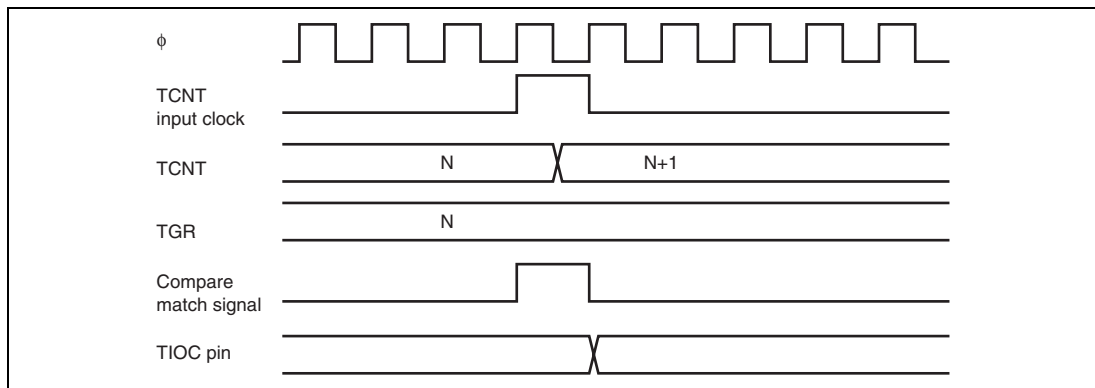 ϕ
TCNT
input clock
TCNT
N
N+1
TGR
N
Compare
match signal
TIOC pin